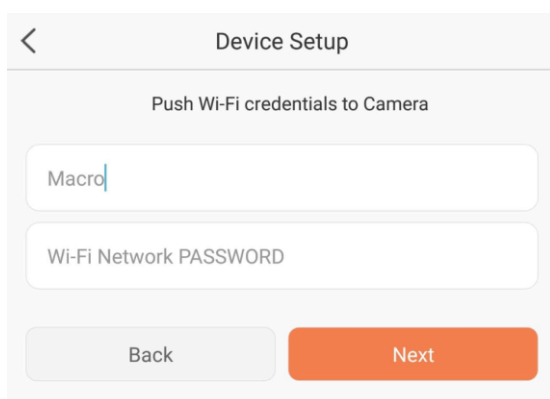 Device Setup
Push Wi-Fi credentials to Camera
Macro
Wi-Fi Network PASSWORD
Back
Next